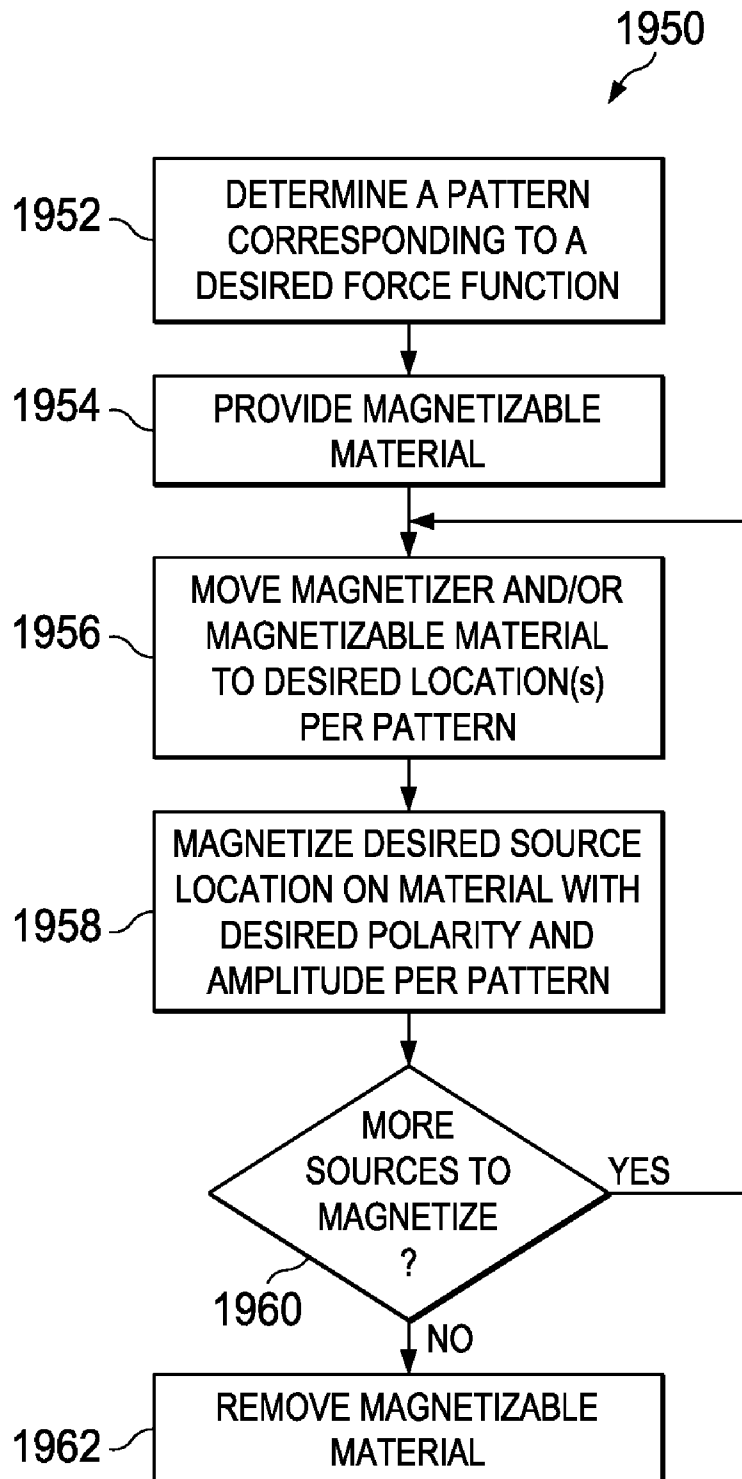 1950
1952
DETERMINE A PATTERN
CORRESPONDING TO A
DESIRED FORCE FUNCTION
1954
PROVIDE MAGNETIZABLE
MATERIAL
1956
MOVE MAGNETIZER AND/OR
MAGNETIZABLE MATERIAL
TO DESIRED LOCATION(s)
PER PATTERN
1958
MAGNETIZE DESIRED SOURCE
LOCATION ON MATERIAL WITH
DESIRED POLARITY AND
AMPLITUDE PER PATTERN
MORE
SOURCES TO
MAGNETIZE
?
YES
1960
NO
1962
REMOVE MAGNETIZABLE
MATERIAL